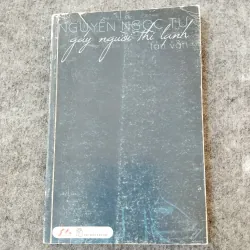 NGUYỄN NGỌC TƯ
gáy người thì lạnh
Tản văn